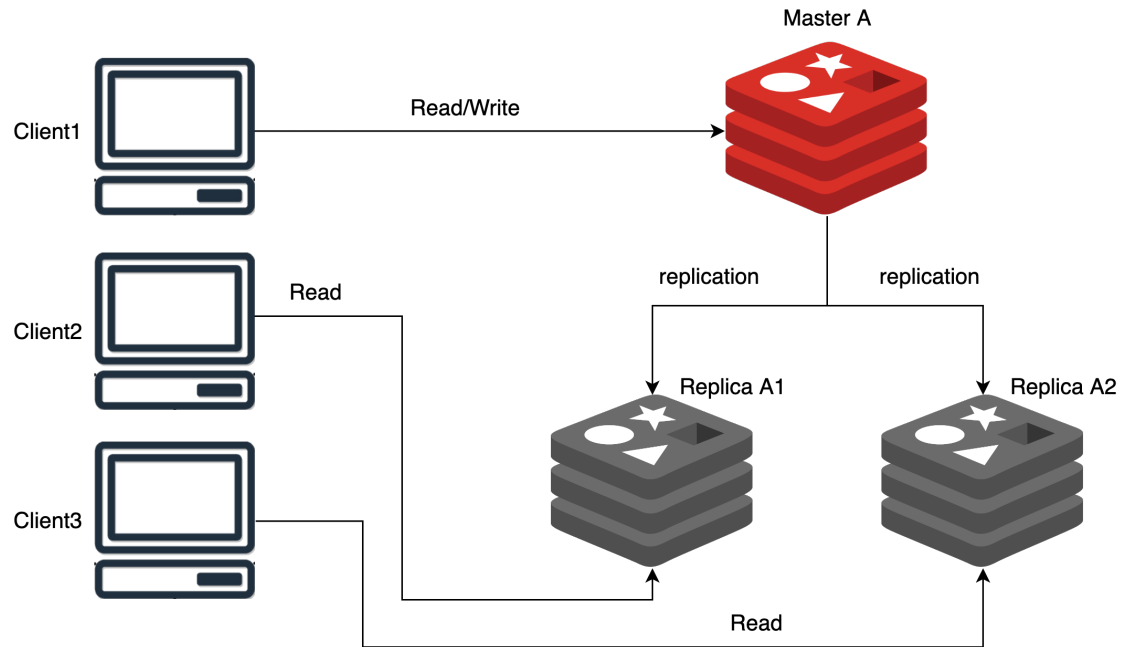 Master A
Read/Write
Client1
replication
replication
Read
Client2
Replica A1
Replica A2
Client3
Read